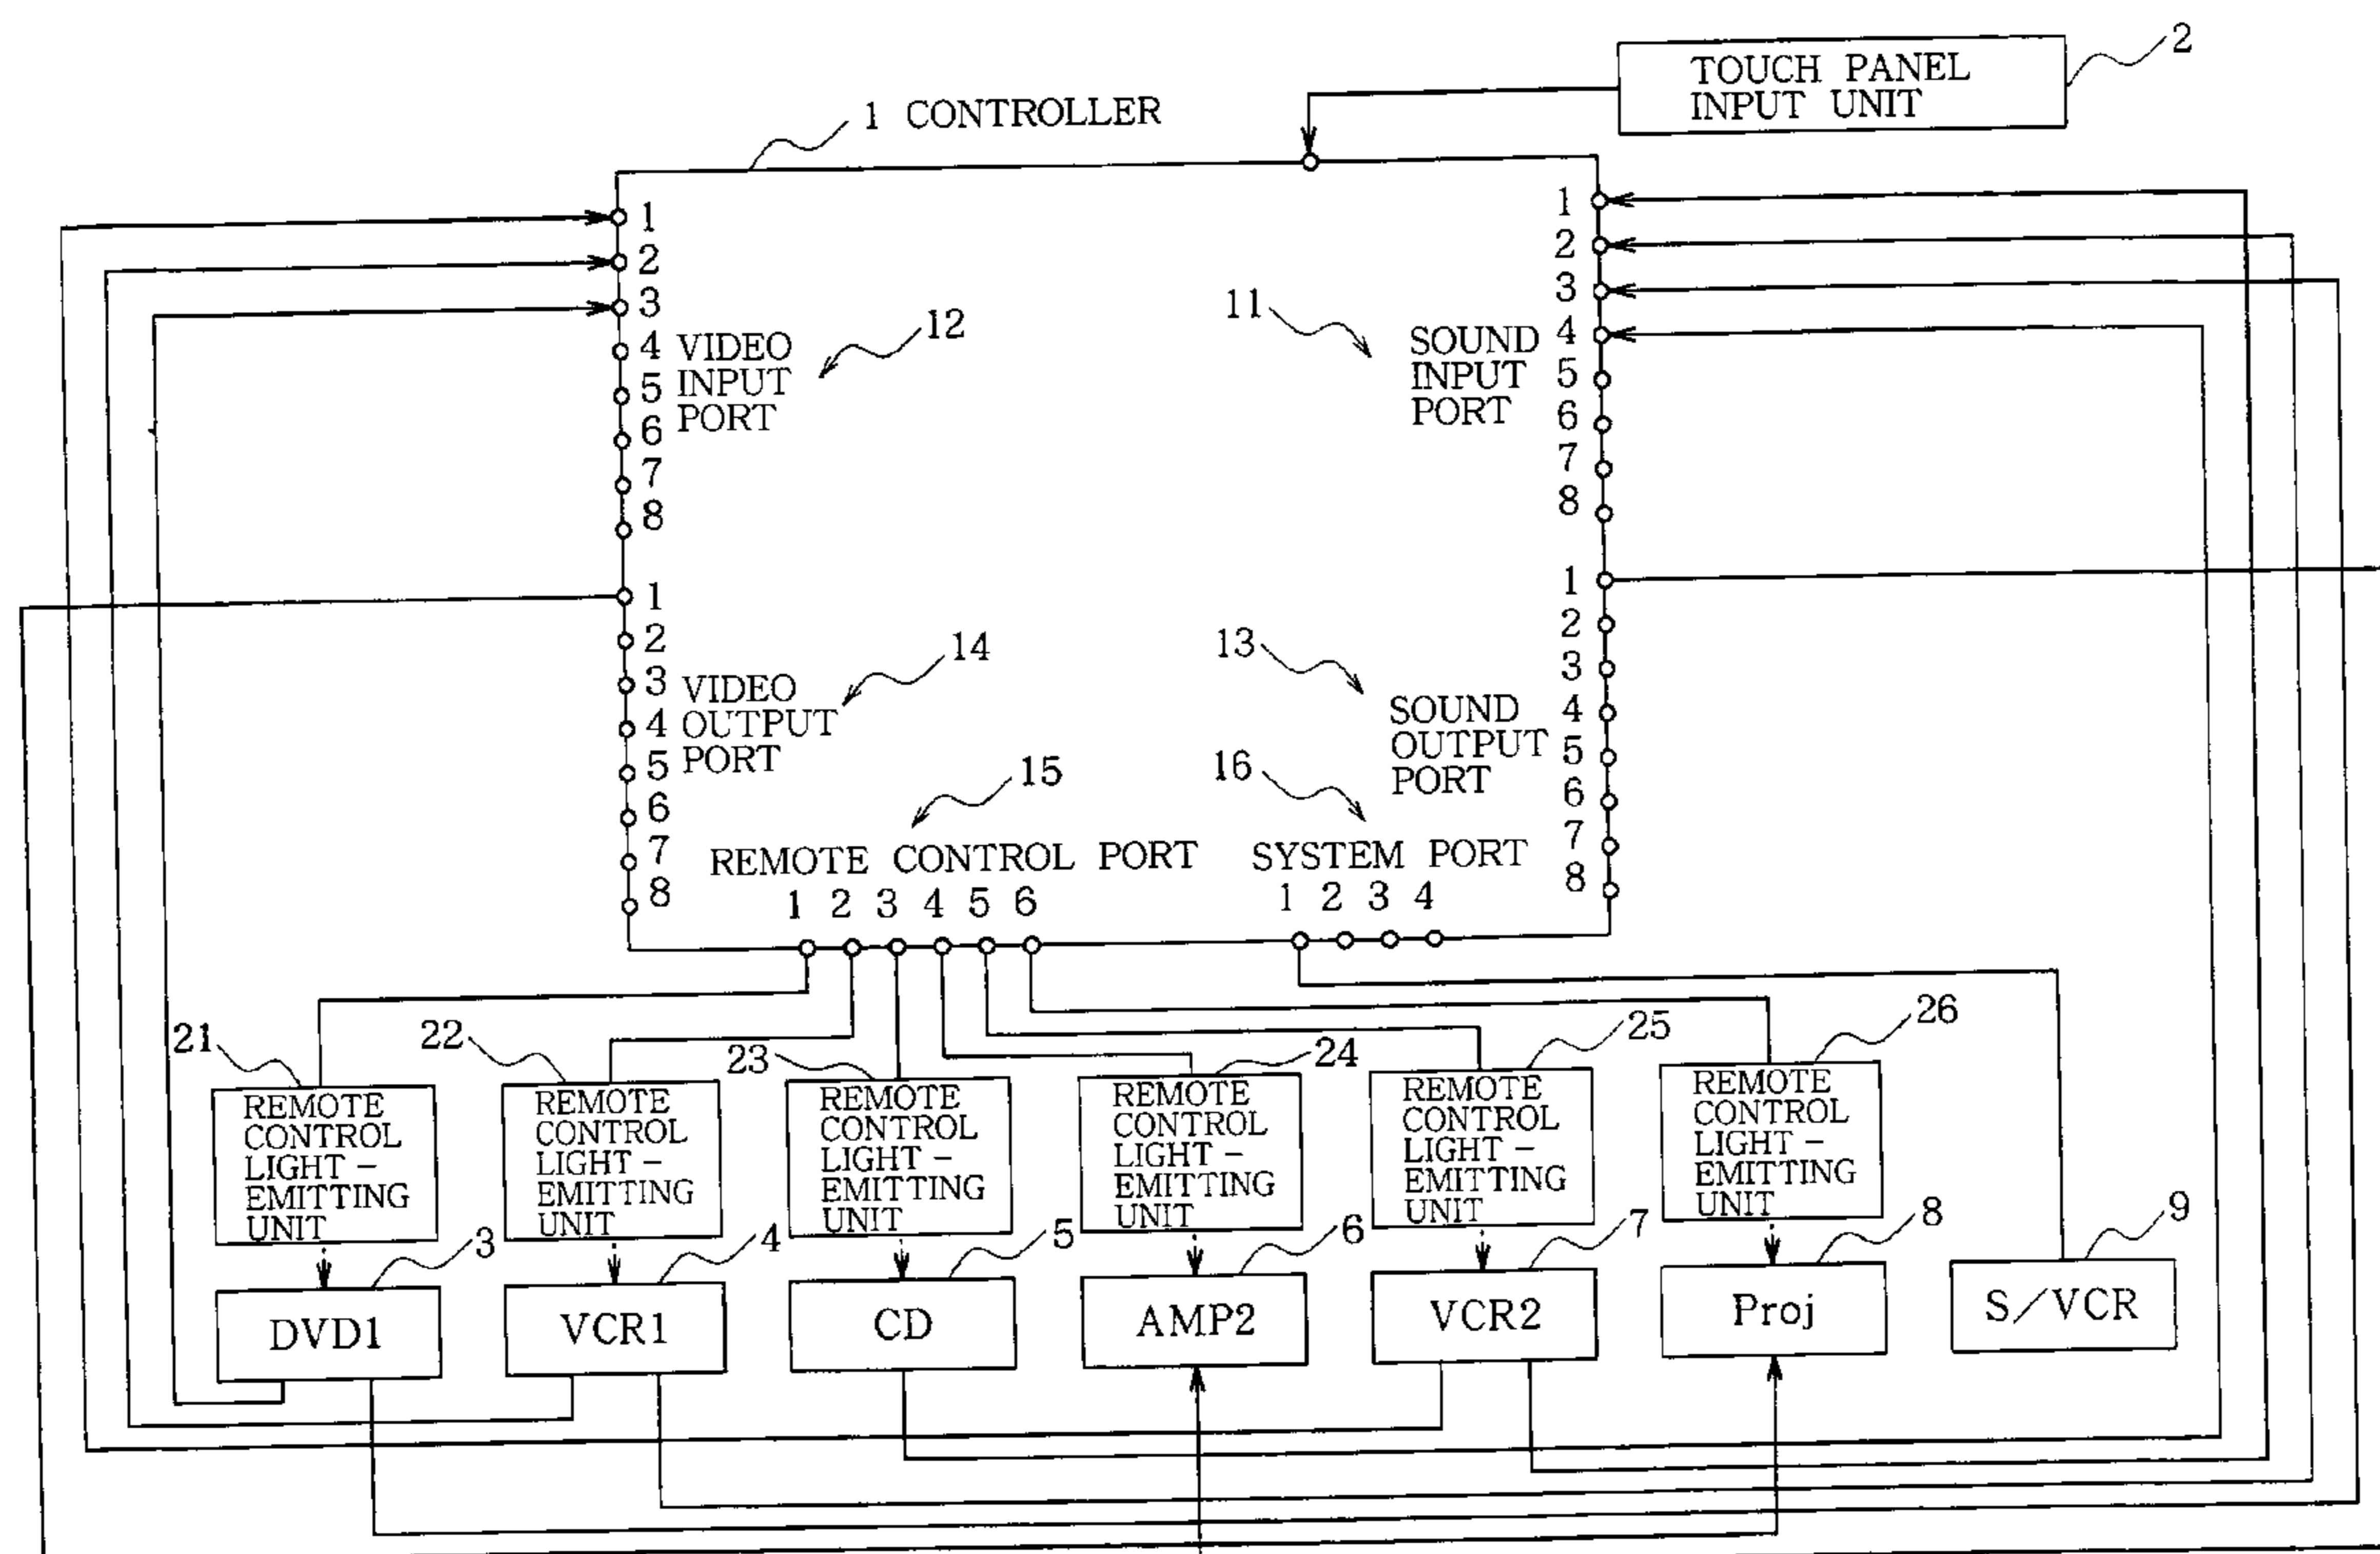 2
TOUCH PANEL
INPUT UNIT
1 CONTROLLER
1
2
3
4
5
6
7
8
VIDEO
INPUT
PORT
12
11
SOUND
INPUT
PORT
1
2
3
4
5
6
7
8
1
2
3
4
5
6
7
8
VIDEO
OUTPUT
PORT
14
13
SOUND
OUTPUT
PORT
1
2
3
4
5
6
7
8
15
16
REMOTE CONTROL PORT
1 2 3 4 5 6
SYSTEM PORT
1 2 3 4
21
REMOTE
CONTROL
LIGHT-
EMITTING
UNIT
22
REMOTE
CONTROL
LIGHT-
EMITTING
UNIT
23
REMOTE
CONTROL
LIGHT-
EMITTING
UNIT
24
REMOTE
CONTROL
LIGHT-
EMITTING
UNIT
25
REMOTE
CONTROL
LIGHT-
EMITTING
UNIT
26
REMOTE
CONTROL
LIGHT-
EMITTING
UNIT
3
DVD1
4
VCR1
5
CD
6
AMP2
7
VCR2
8
Proj
9
S/VCR